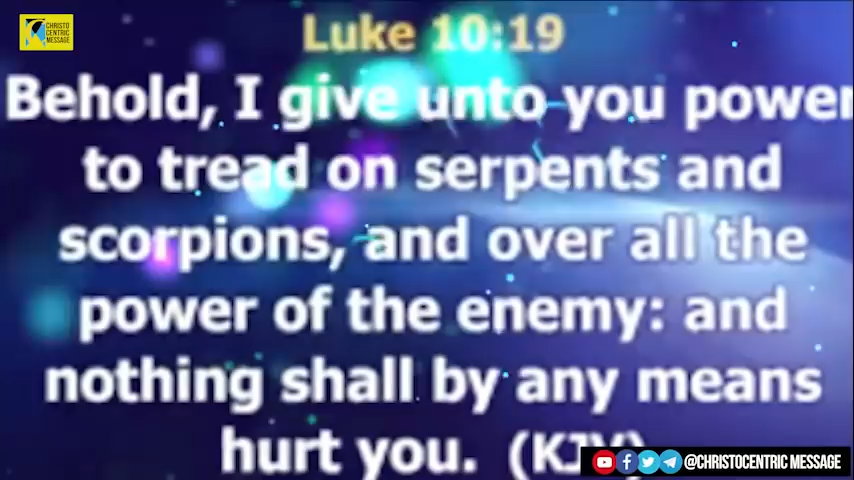 CHRISTO
CENTRIC
MESSAGE
Luke 10:19
Behold, I give unto you power
to tread on serpents and
scorpions, and over all the
power of the enemy: and
nothing shall by any means
hurt you. (KJV)
@CHRISTOCENTRIC MESSAGE